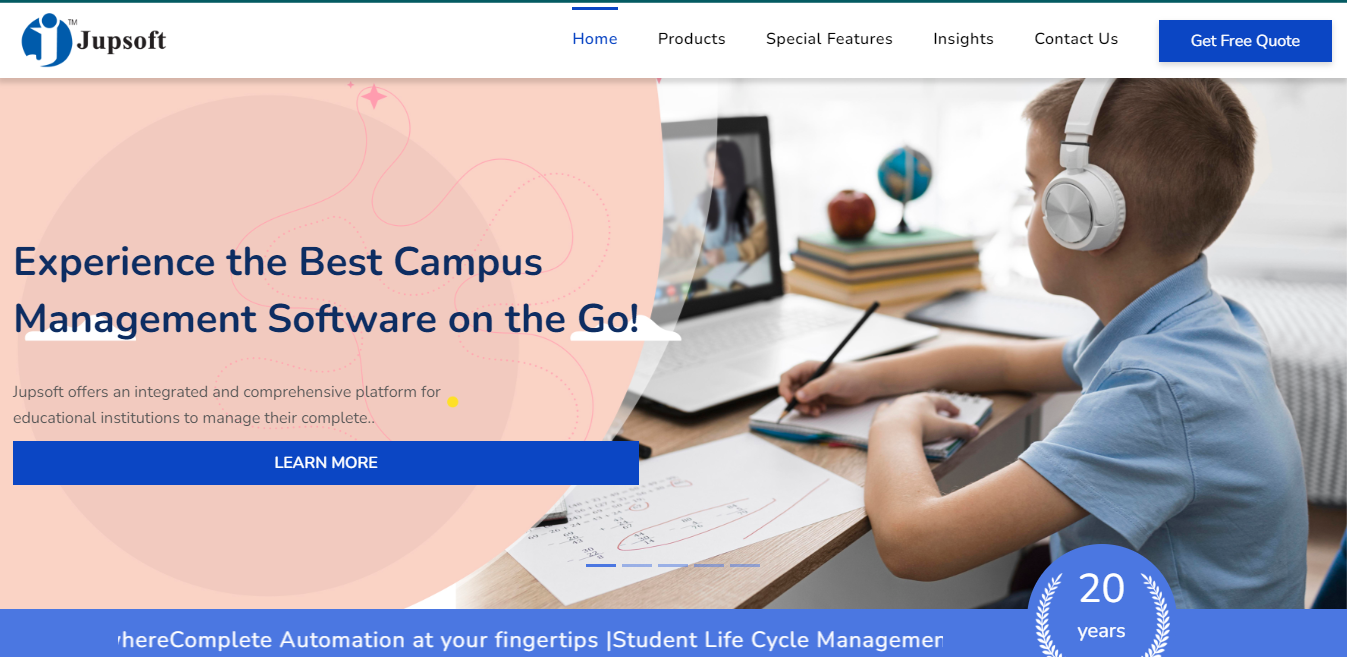 Jupsoft
TM
Home
Products
Special Features
Insights
Contact Us
Get Free Quote
Experience the Best Campus
Management Software on the Go!
Jupsoft offers an integrated and comprehensive platform for
educational institutions to manage their complete..
LEARN MORE
20
years
hereComplete Automation at your fingertips |Student Life Cycle Managemen